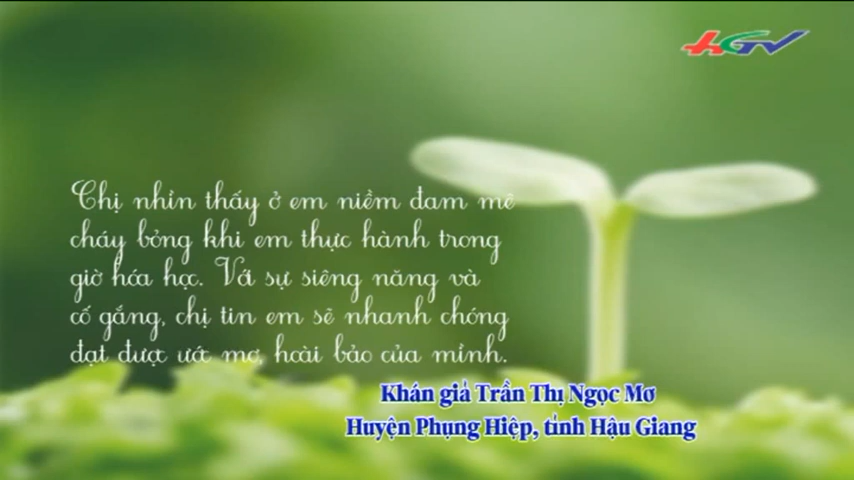 HGTV
Chị nhìn thấy ở em niềm đam mê
cháy bỏng khi em thực hành trong
giờ hóa học. Với sự siêng năng và
cố gắng, chị tin em sẽ nhanh chóng
đạt được ước mơ, hoài bảo của mình.
Khán giả Trần Thị Ngọc Mơ
Huyện Phụng Hiệp, tỉnh Hậu Giang